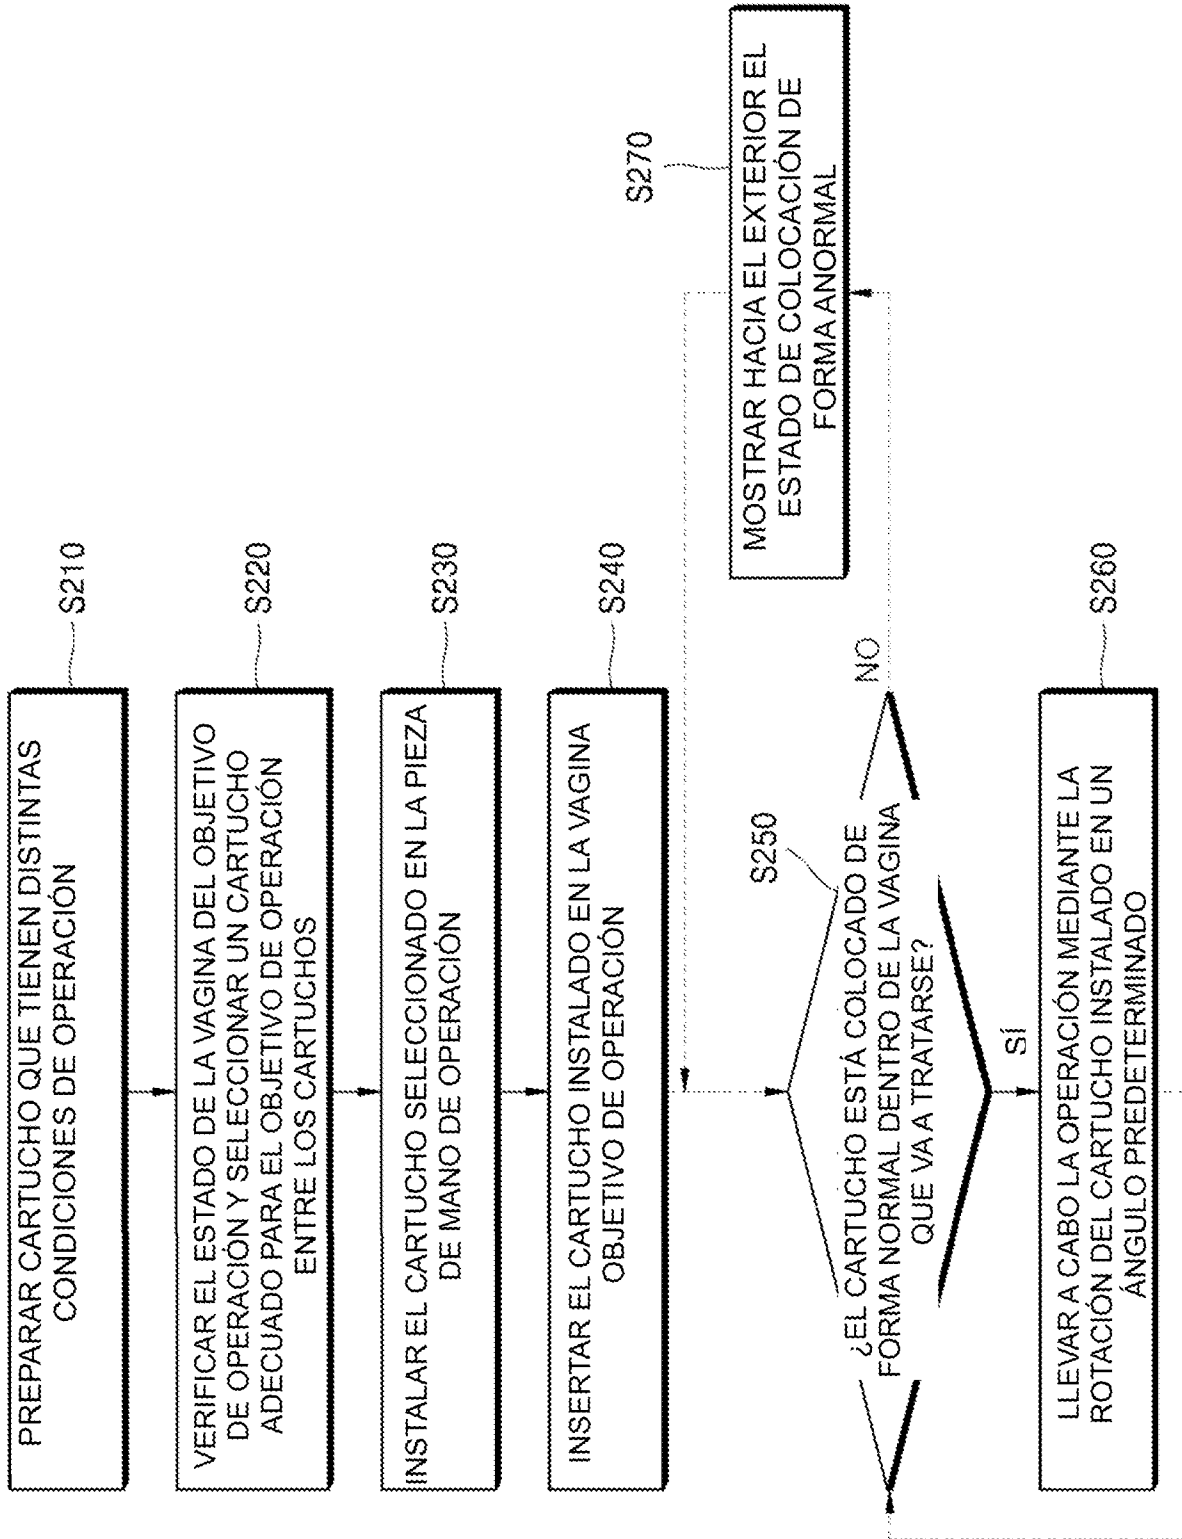 PREPARAR CARTUCHO QUE TIENEN DISTINTAS
CONDICIONES DE OPERACIÓN
S210
VERIFICAR EL ESTADO DE LA VAGINA DEL OBJETIVO
DE OPERACIÓN Y SELECCIONAR UN CARTUCHO
ADECUADO PARA EL OBJETIVO DE OPERACIÓN
ENTRE LOS CARTUCHOS
S220
INSTALAR EL CARTUCHO SELECCIONADO EN LA PIEZA
DE MANO DE OPERACIÓN
S230
INSERTAR EL CARTUCHO INSTALADO EN LA VAGINA
OBJETIVO DE OPERACIÓN
S240
¿EL CARTUCHO ESTÁ COLOCADO DE
FORMA NORMAL DENTRO DE LA VAGINA
QUE VA A TRATARSE?
S250
NO
MOSTRAR HACIA EL EXTERIOR EL
ESTADO DE COLOCACIÓN DE
FORMA ANORMAL
S270
SÍ
LLEVAR A CABO LA OPERACIÓN MEDIANTE LA
ROTACIÓN DEL CARTUCHO INSTALADO EN UN
ÁNGULO PREDETERMINADO
S260